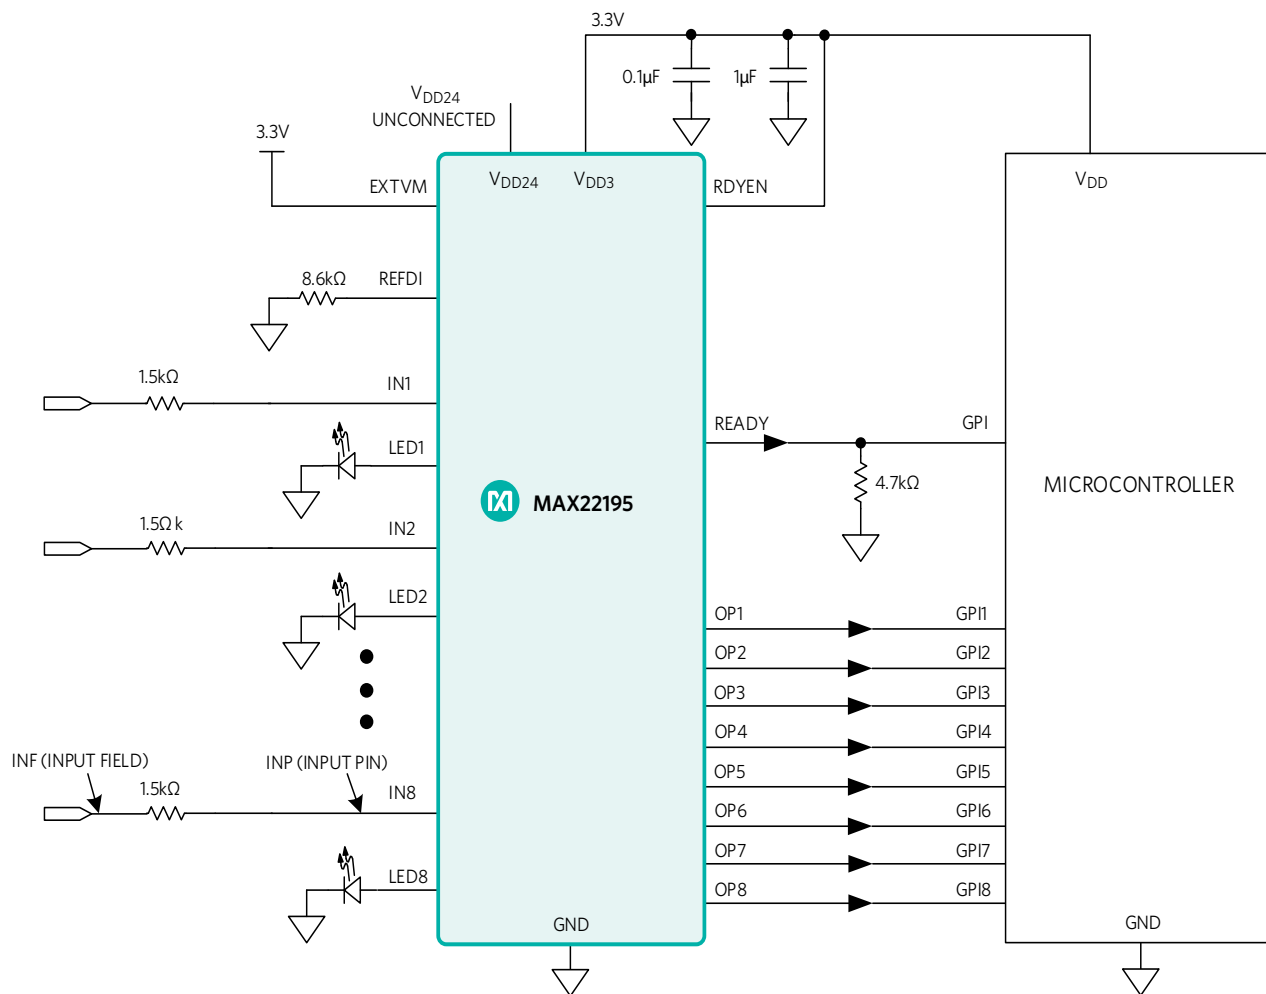 3.3V
0.1µF
1µF
VDD24
UNCONNECTED
3.3V
EXTVM
VDD24
VDD3
RDYEN
VDD
REFDI
8.6kΩ
1.5kΩ
IN1
LED1
READY
GPI
4.7kΩ
MICROCONTROLLER
MAX22195
1.5Ω k
IN2
LED2
OP1
GPI1
OP2
GPI2
OP3
GPI3
OP4
GPI4
INF (INPUT FIELD)
INP (INPUT PIN)
1.5kΩ
IN8
OP5
GPI5
OP6
GPI6
OP7
GPI7
LED8
OP8
GPI8
GND
GND